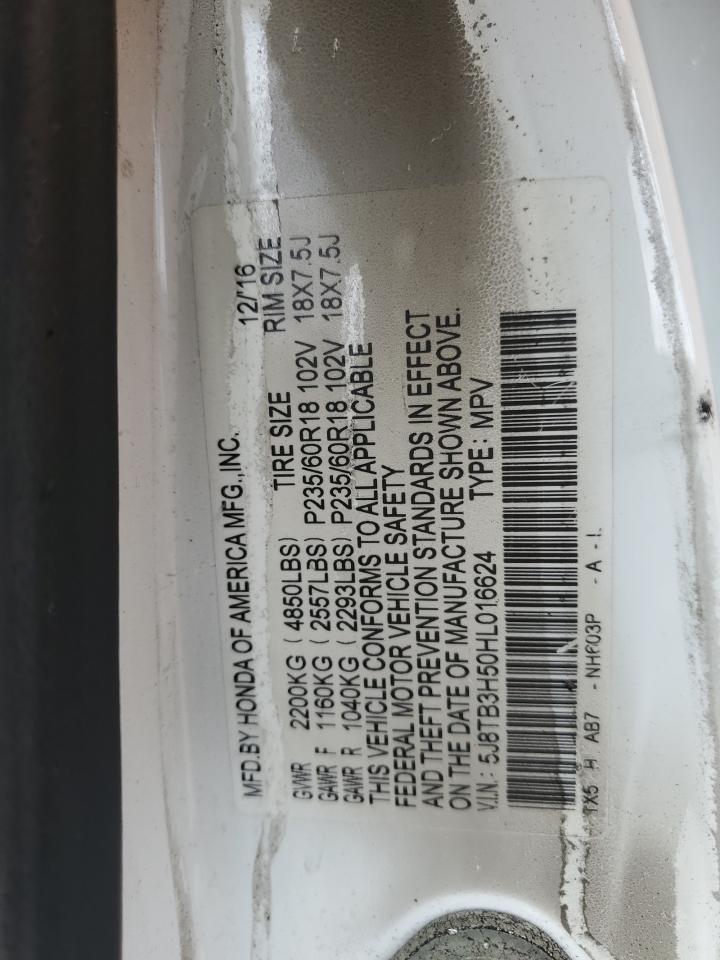 MFD.BY HONDA OF AMERICA MFG.,INC. 12/'16
TIRE SIZE RIM SIZE
GVWR 2200KG ( 4850LBS)
GAWR F 1160KG ( 2557LBS) P235/60R18 102V 18X7.5J
GAWR R 1040KG ( 2293LBS) P235/60R18 102V 18X7.5J
THIS VEHICLE CONFORMS TO ALL APPLICABLE
FEDERAL MOTOR VEHICLE SAFETY
AND THEFT PREVENTION STANDARDS IN EFFECT
ON THE DATE OF MANUFACTURE SHOWN ABOVE.
V.I.N.: 5J8TB3H50HL016624 TYPE: MPV
TX5 H AB7 - - A -